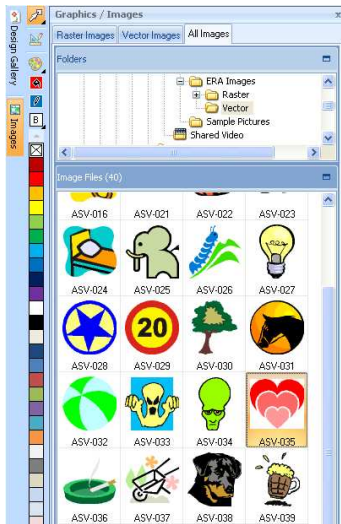 Graphics / Images
Raster Images Vector Images All Images
Folders
ERA Images
Raster
Vector
Sample Pictures
Shared Video
Image Files (40)
ASV-016 ASV-021 ASV-022 ASV-023
ASV-024 ASV-025 ASV-026 ASV-027
20
ASV-028 ASV-029 ASV-030 ASV-031
ASV-032 ASV-033 ASV-034 ASV-035
ASV-036 ASV-037 ASV-038 ASV-039
Design Gallery
Images
B